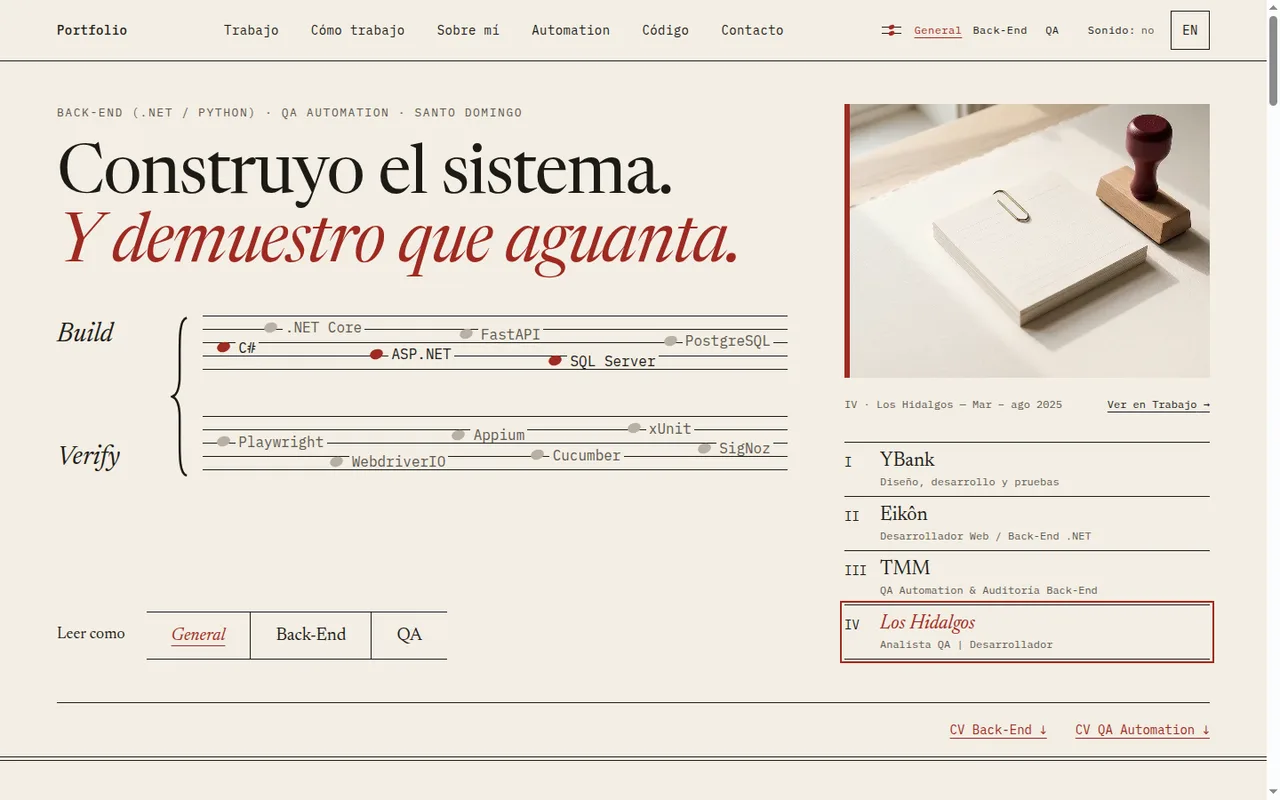 Portfolio
Trabajo Cómo trabajo Sobre mí Automation Código Contacto
General Back-End QA Sonido: no EN
BACK-END (.NET / PYTHON) · QA AUTOMATION · SANTO DOMINGO
Construyo el sistema.
Y demuestro que aguanta.
Build
.NET Core FastAPI PostgreSQL
C# ASP.NET SQL Server
Verify
Playwright Appium xUnit SigNoz
WebdriverIO Cucumber
Leer como General Back-End QA
IV · Los Hidalgos — Mar – ago 2025 Ver en Trabajo →
I YBank
Diseño, desarrollo y pruebas
II Eikôn
Desarrollador Web / Back-End .NET
III TMM
QA Automation & Auditoría Back-End
IV Los Hidalgos
Analista QA | Desarrollador
CV Back-End ↓ CV QA Automation ↓